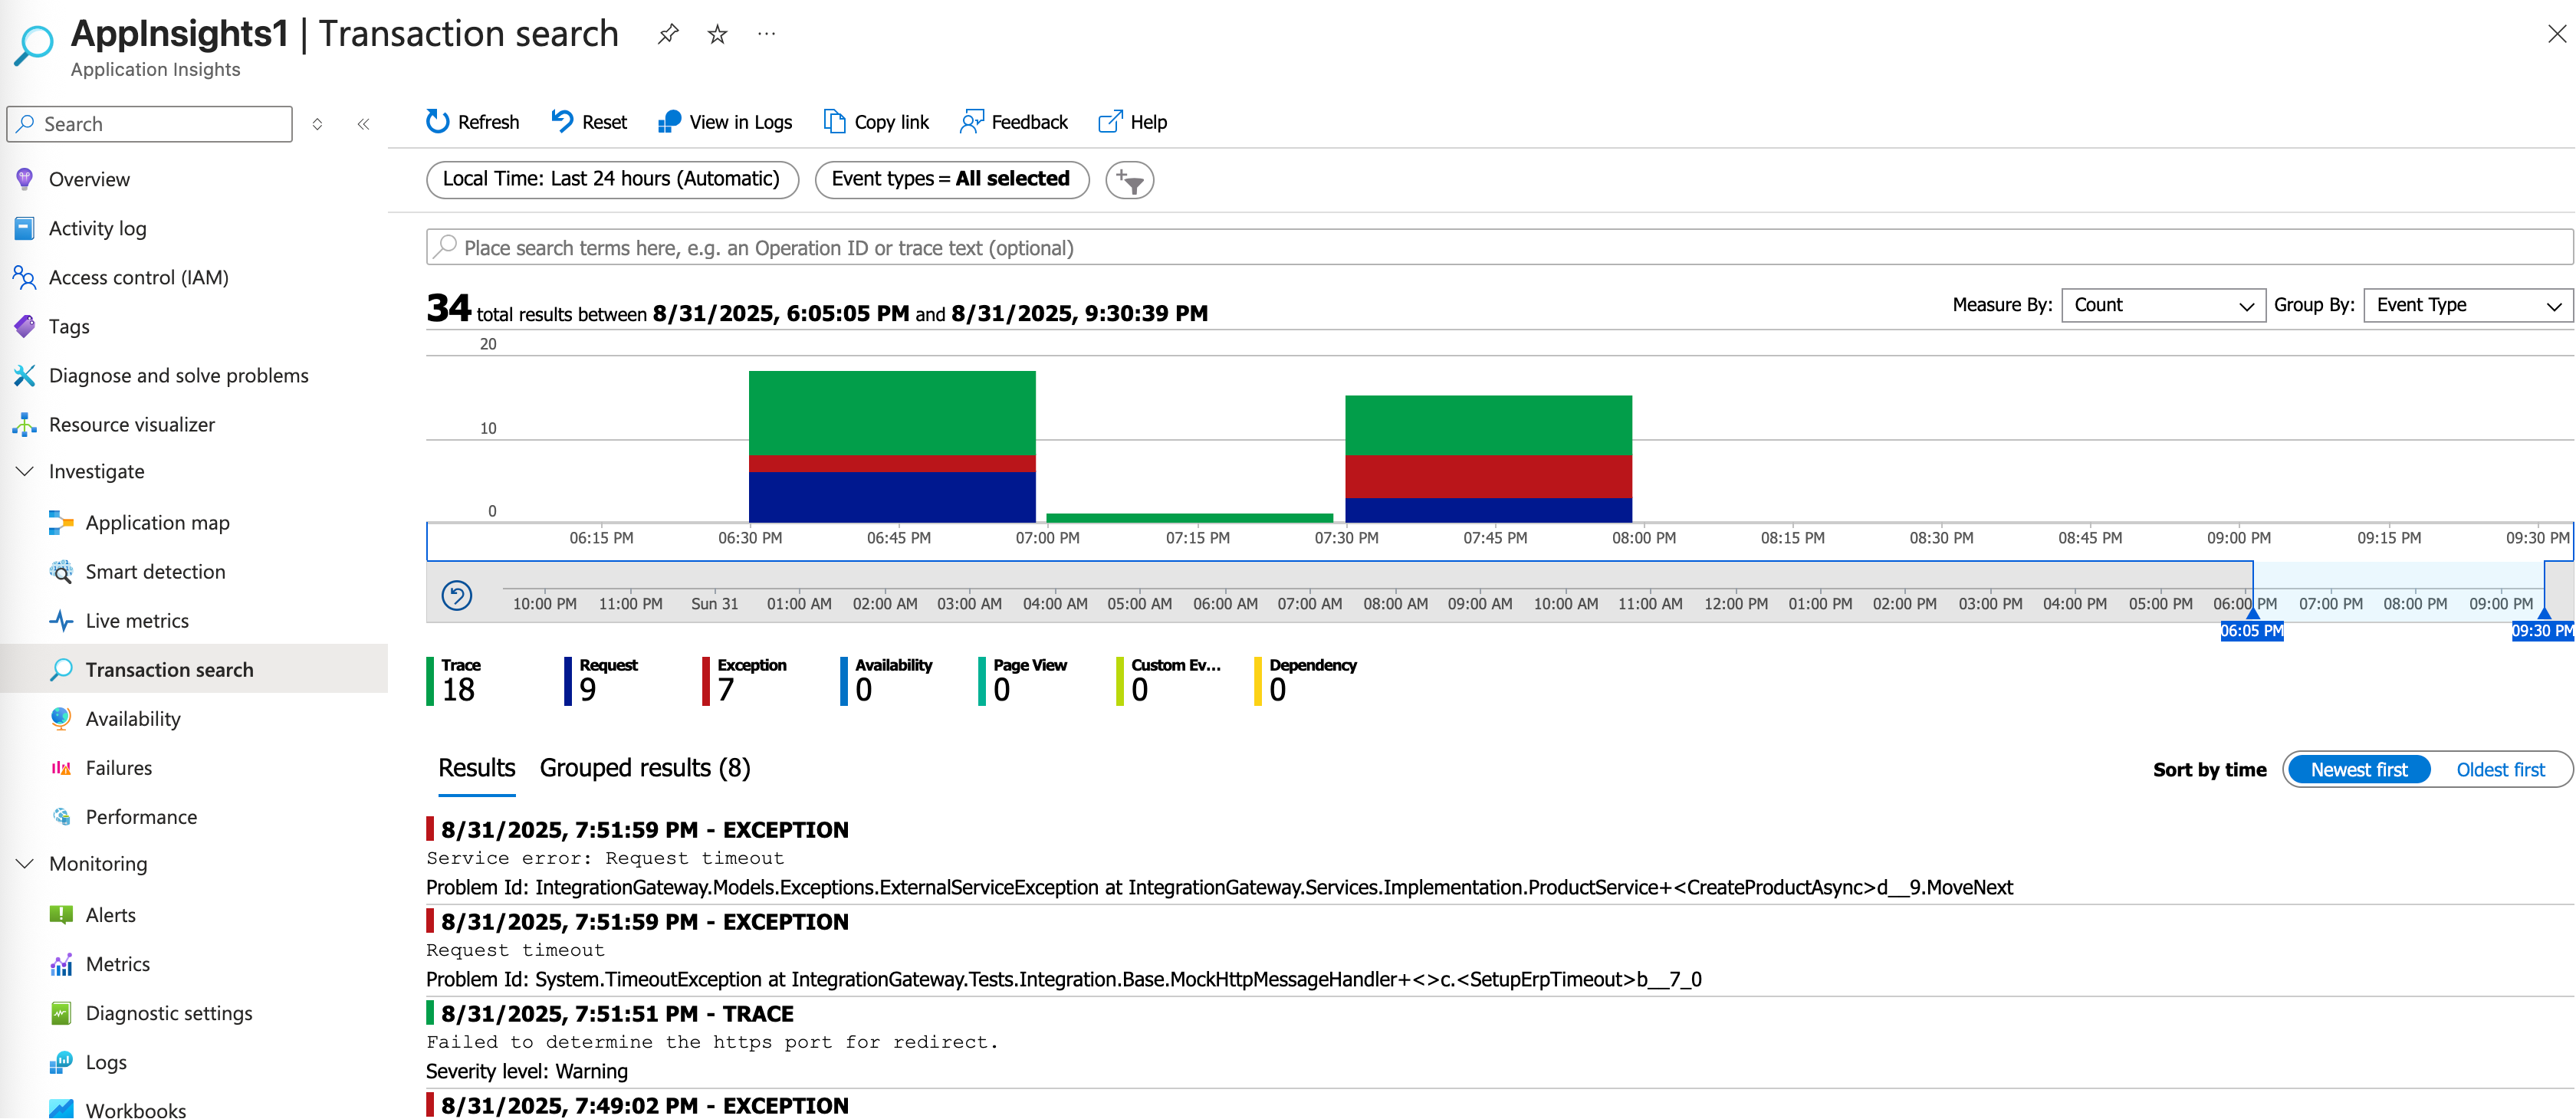 AppInsights1 | Transaction search
Application Insights
Search
Overview
Activity log
Access control (IAM)
Tags
Diagnose and solve problems
Resource visualizer
Investigate
Application map
Smart detection
Live metrics
Transaction search
Availability
Failures
Performance
Monitoring
Alerts
Metrics
Diagnostic settings
Logs
Workbooks
Refresh Reset View in Logs Copy link Feedback Help
Local Time: Last 24 hours (Automatic) Event types = All selected
Place search terms here, e.g. an Operation ID or trace text (optional)
34 total results between 8/31/2025, 6:05:05 PM and 8/31/2025, 9:30:39 PM
Measure By: Count Group By: Event Type
20
10
0
06:15 PM 06:30 PM 06:45 PM 07:00 PM 07:15 PM 07:30 PM 07:45 PM 08:00 PM 08:15 PM 08:30 PM 08:45 PM 09:00 PM 09:15 PM 09:30 PM
10:00 PM 11:00 PM Sun 31 01:00 AM 02:00 AM 03:00 AM 04:00 AM 05:00 AM 06:00 AM 07:00 AM 08:00 AM 09:00 AM 10:00 AM 11:00 AM 12:00 PM 01:00 PM 02:00 PM 03:00 PM 04:00 PM 05:00 PM 06:00 PM 07:00 PM 08:00 PM 09:00 PM
06:05 PM 09:30 PM
Trace Request Exception Availability Page View Custom Ev... Dependency
18 9 7 0 0 0 0
Results Grouped results (8)
Sort by time Newest first Oldest first
8/31/2025, 7:51:59 PM - EXCEPTION
Service error: Request timeout
Problem Id: IntegrationGateway.Models.Exceptions.ExternalServiceException at IntegrationGateway.Services.Implementation.ProductService+<CreateProductAsync>d__9.MoveNext
8/31/2025, 7:51:59 PM - EXCEPTION
Request timeout
Problem Id: System.TimeoutException at IntegrationGateway.Tests.Integration.Base.MockHttpMessageHandler+<>c.<SetupErpTimeout>b__7_0
8/31/2025, 7:51:51 PM - TRACE
Failed to determine the https port for redirect.
Severity level: Warning
8/31/2025, 7:49:02 PM - EXCEPTION